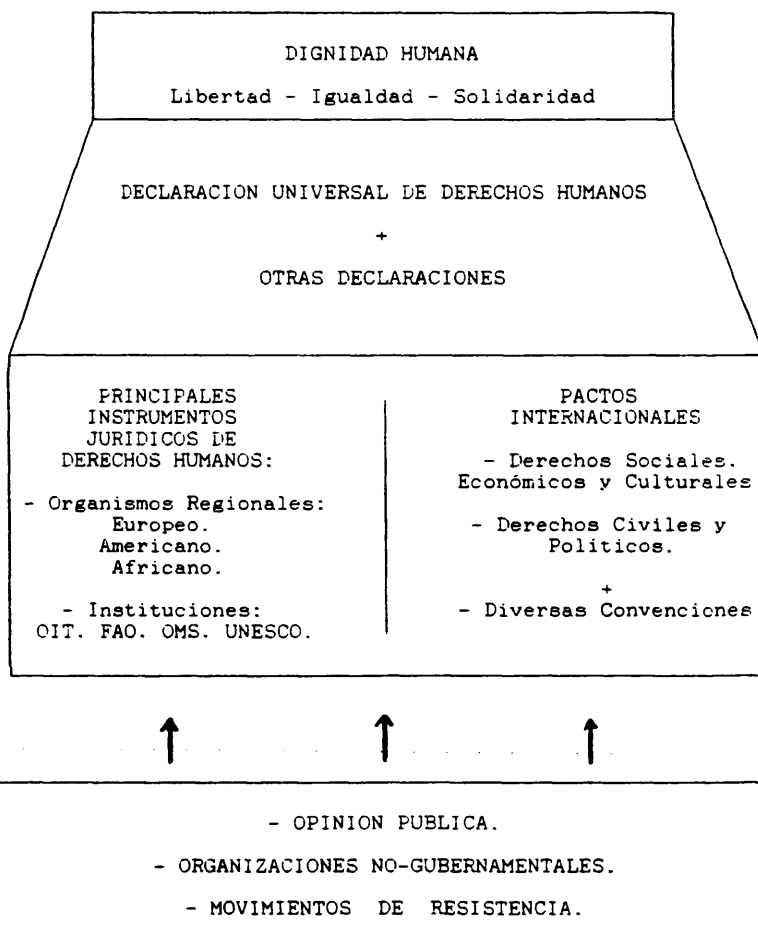 DIGNIDAD HUMANA
Libertad - Igualdad - Solidaridad
DECLARACION UNIVERSAL DE DERECHOS HUMANOS
+
OTRAS DECLARACIONES
PRINCIPALES
INSTRUMENTOS
JURIDICOS DE
DERECHOS HUMANOS:
- Organismos Regionales:
Europeo.
Americano.
Africano.
- Instituciones:
OIT. FAO. OMS. UNESCO.
PACTOS
INTERNACIONALES
- Derechos Sociales.
Económicos y Culturales
- Derechos Civiles y
Políticos.
+
- Diversas Convenciones
- OPINION PUBLICA.
- ORGANIZACIONES NO-GUBERNAMENTALES.
- MOVIMIENTOS DE RESISTENCIA.